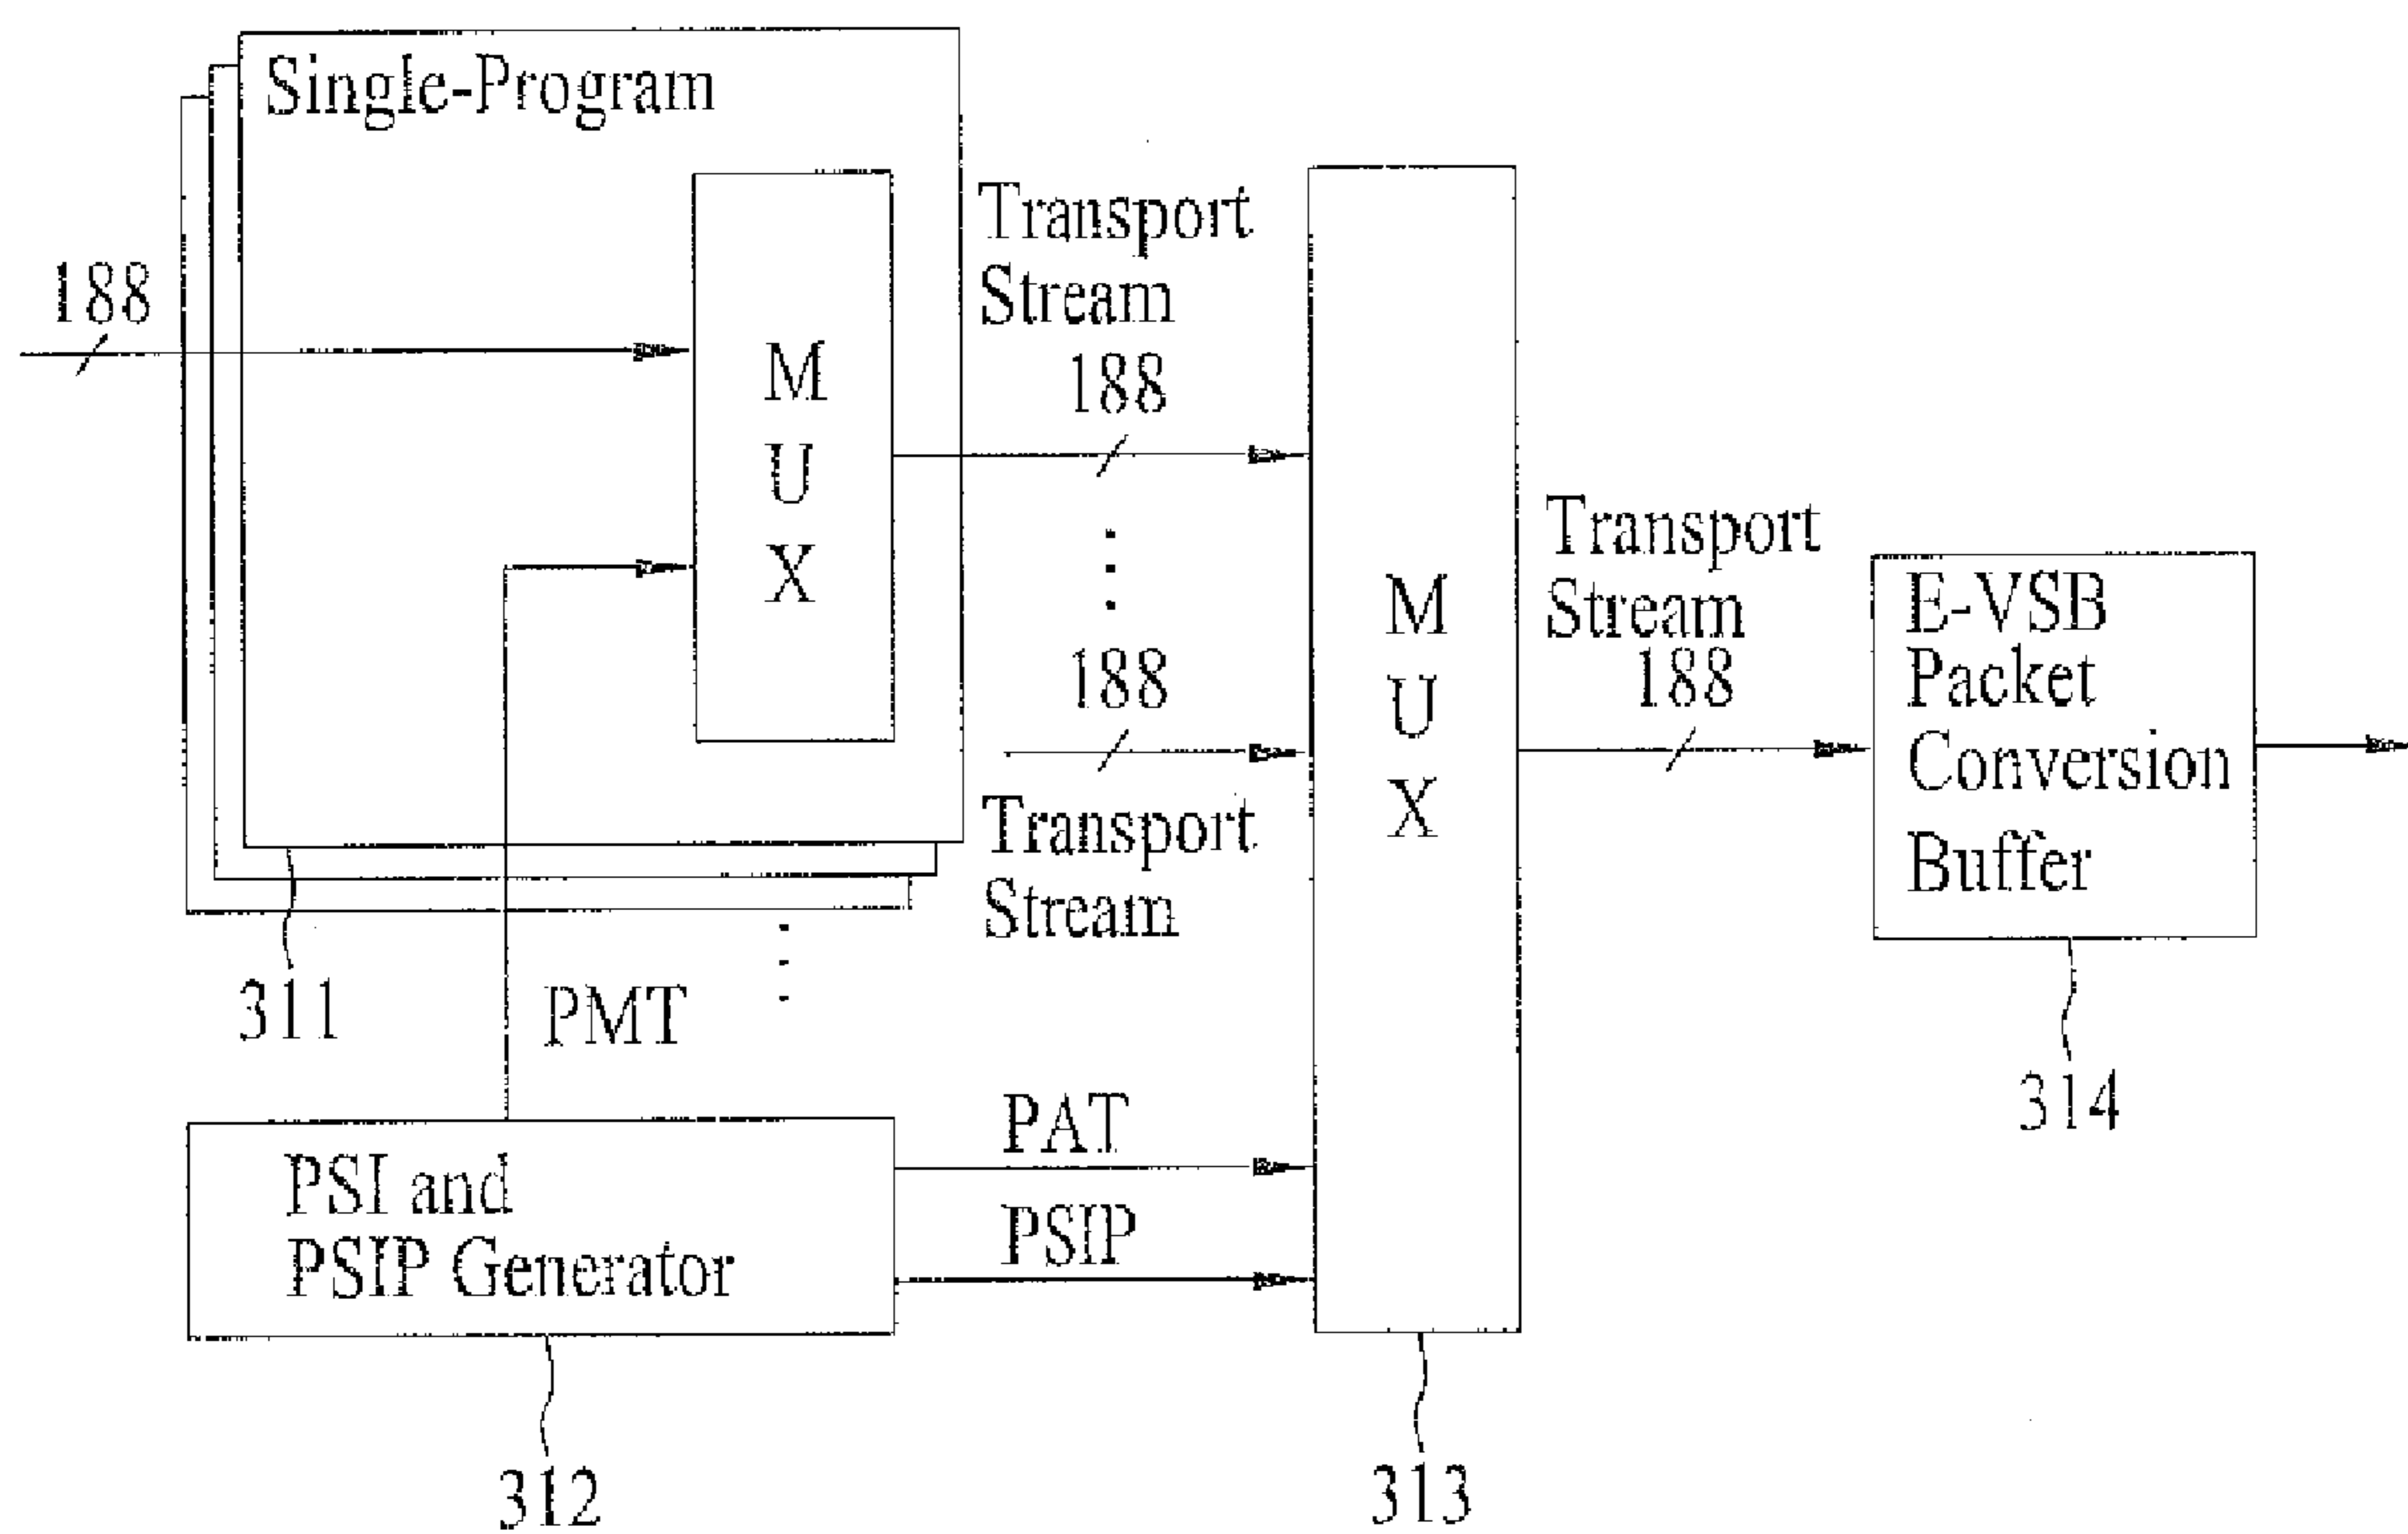 Single-Program
188
M
U
X
Transport
Stream
188
188
Transport
Stream
M
U
X
Transport
Stream
188
E-VSB
Packet
Conversion
Buffer
311
PMT
314
PSI and
PSIP Generator
PAT
PSIP
312
313